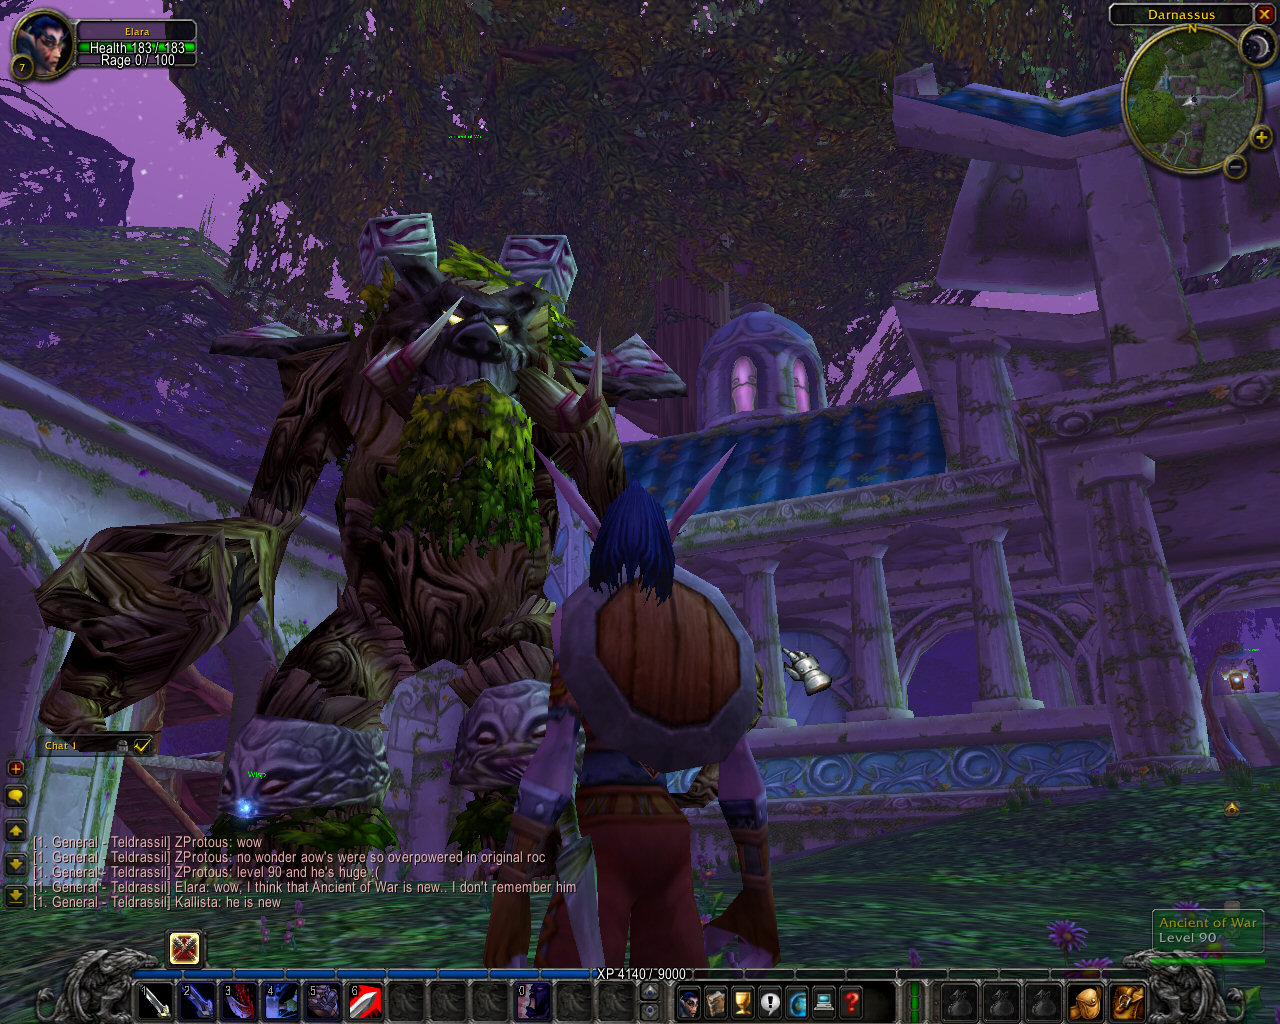 Elara
Health 183 / 183
Rage 0 / 100
7
Darnassus
N
Chat 1
Wisp
[1. General - Teldrassil] ZProtous: wow
[1. General - Teldrassil] ZProtous: no wonder aow's were so overpowered in original roc
[1. General - Teldrassil] ZProtous: level 90 and he's huge :(
[1. General - Teldrassil] Elara: wow, I think that Ancient of War is new.. I don't remember him
[1. General - Teldrassil] Kallista: he is new
Ancient of War
Level 90
XP 4140 / 9000
1 2 3 4 5 6 0